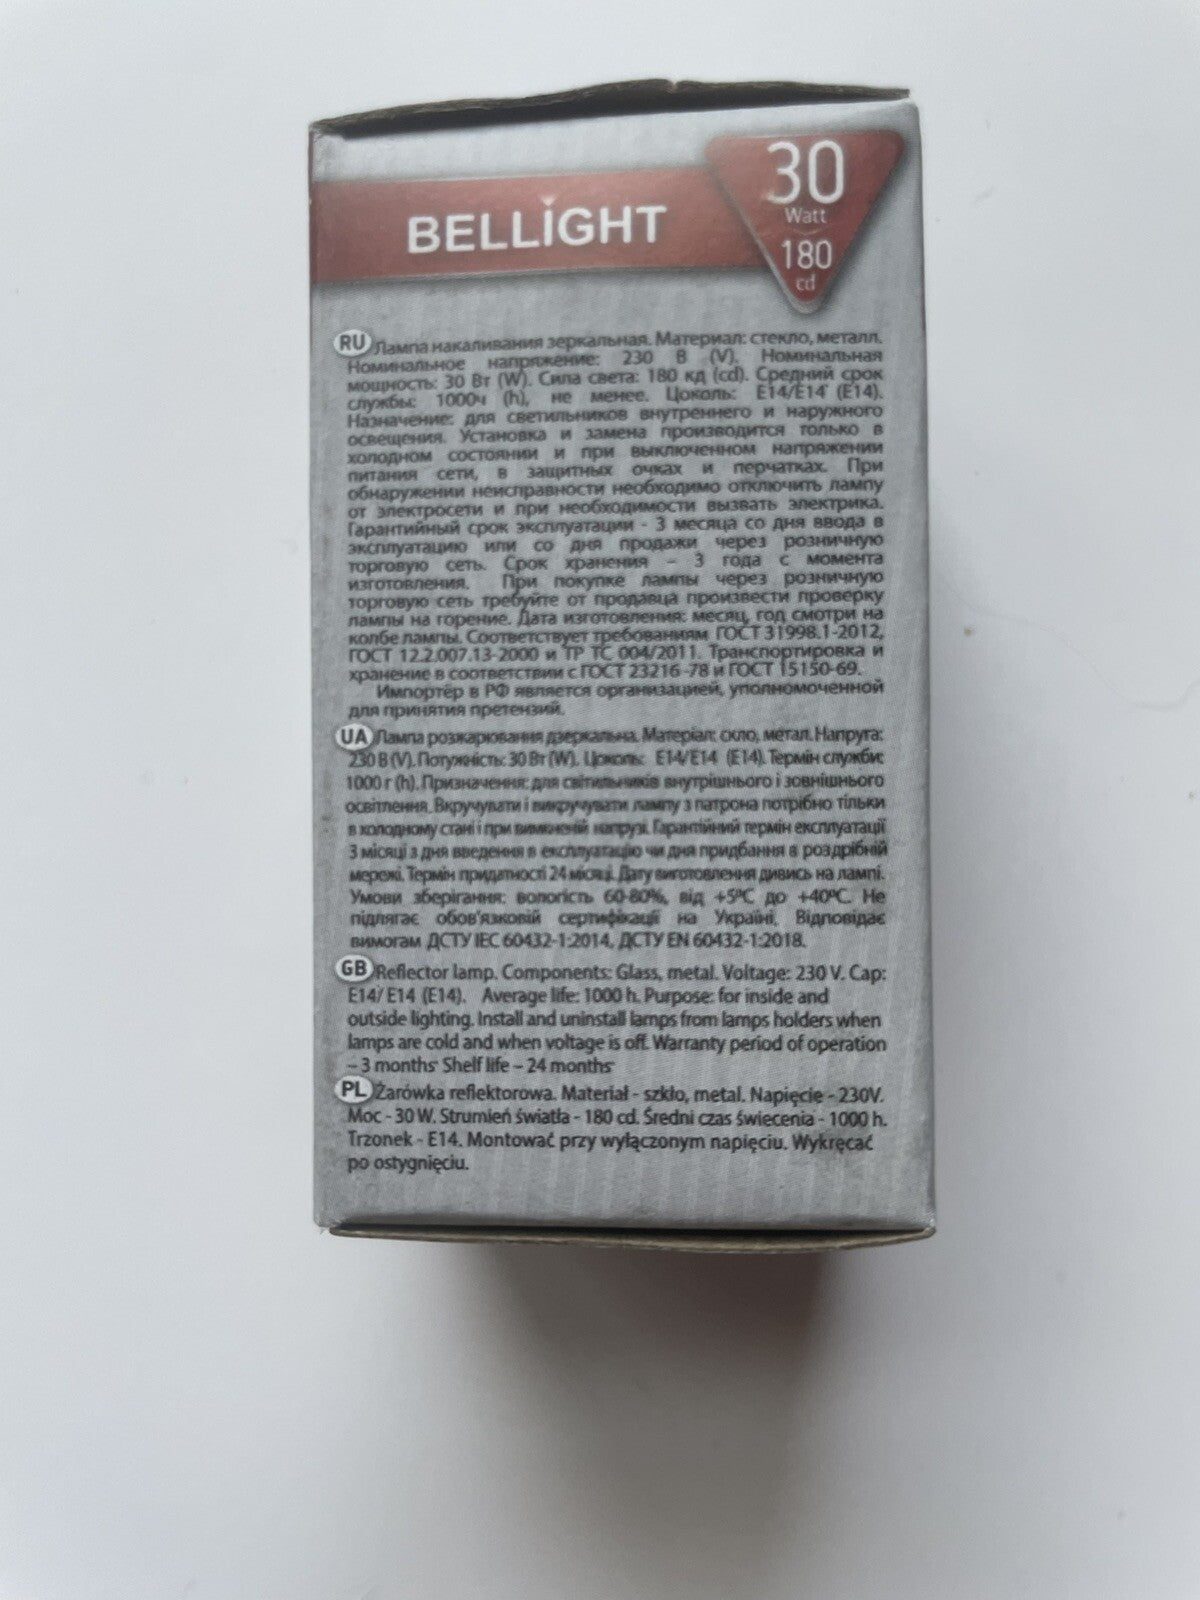 BELLIGHT
30
Watt
180
cd
RU Лампа накаливания зеркальная. Материал: стекло, металл.
Номинальное напряжение: 230 В (V). Номинальная
мощность: 30 Вт (W). Сила света: 180 кд (cd). Средний срок
службы: 1000ч (h), не менее. Цоколь: E14/E14 (E14).
Назначение: для светильников внутреннего и наружного
освещения. Установка и замена производится только в
холодном состоянии и при выключенном напряжении
питания сети, в защитных очках и перчатках. При
обнаружении неисправности необходимо отключить лампу
от электросети и при необходимости вызвать электрика.
Гарантийный срок эксплуатации - 3 месяца со дня ввода в
эксплуатацию или со дня продажи через розничную
торговую сеть. Срок хранения – 3 года с момента
изготовления. При покупке лампы через розничную
торговую сеть требуйте от продавца произвести проверку
лампы на горение. Дата изготовления: месяц, год смотри на
колбе лампы. Соответствует требованиям ГОСТ 31998.1-2012,
ГОСТ 12.2.007.13-2000 и ТР ТС 004/2011. Транспортировка и
хранение в соответствии с ГОСТ 23216-78 и ГОСТ 15150-69.
Импортёр в РФ является организацией, уполномоченной
для принятия претензий.
UA Лампа розжарювання дзеркальна. Матеріал: скло, метал. Напруга:
230 В (V). Потужність: 30 Вт (W). Цоколь: E14/E14 (E14). Термін служби:
1000 г (h). Призначення: для світильників внутрішнього і зовнішнього
освітлення. Вкручувати і викручувати лампу з патрона потрібно тільки
в холодному стані і при вимкненій напрузі. Гарантійний термін експлуатації
3 місяці з дня введення в експлуатацію чи дня придбання в роздрібній
мережі. Термін придатності 24 місяці. Дату виготовлення дивись на лампі.
Умови зберігання: вологість 60-80%, від +5ºС до +40ºС. Не
підлягає обов'язковій сертифікації на Україні. Відповідає
вимогам ДСТУ IEC 60432-1:2014, ДСТУ EN 60432-1:2018.
GB Reflector lamp. Components: Glass, metal. Voltage: 230 V. Cap:
E14/ E14 (E14). Average life: 1000 h. Purpose: for inside and
outside lighting. Install and uninstall lamps from lamps holders when
lamps are cold and when voltage is off. Warranty period of operation
– 3 months Shelf life – 24 months
PL Żarówka reflektorowa. Materiał - szkło, metal. Napięcie - 230V.
Moc - 30 W. Strumień światła - 180 cd. Średni czas świecenia - 1000 h.
Trzonek - E14. Montować przy wyłączonym napięciu. Wykręcać
po ostygnięciu.